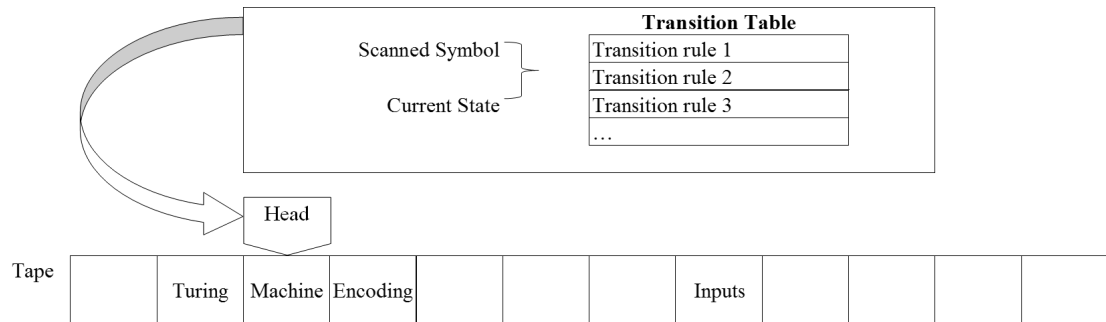 Transition Table
Scanned Symbol
Transition rule 1
Transition rule 2
Current State
Transition rule 3
…
Head
Tape
Turing Machine Encoding Inputs